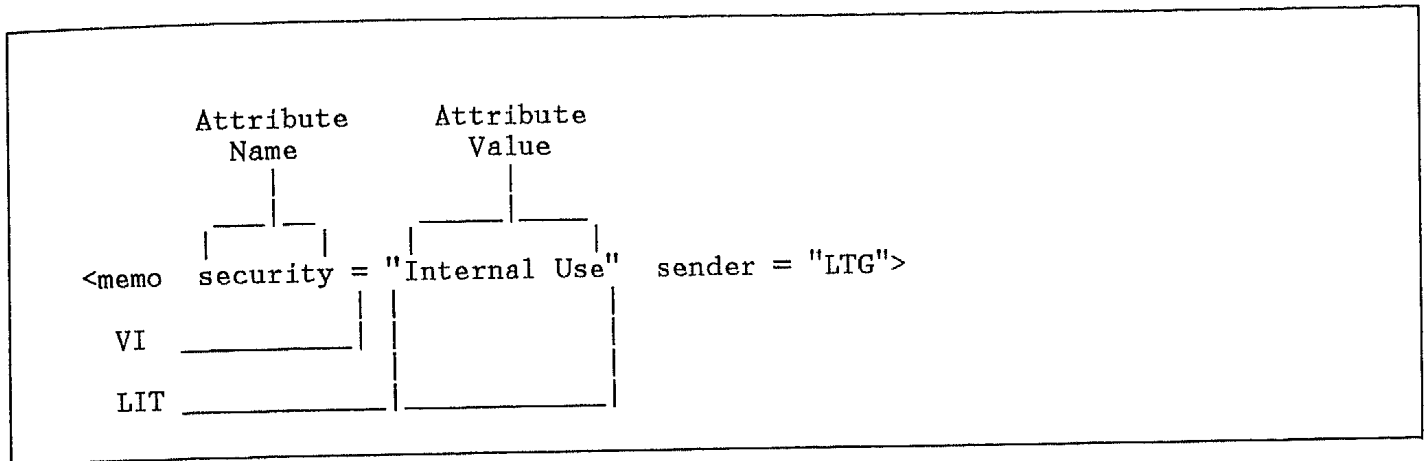 Attribute Attribute
Name Value
<memo security = "Internal Use" sender = "LTG">
VI
LIT